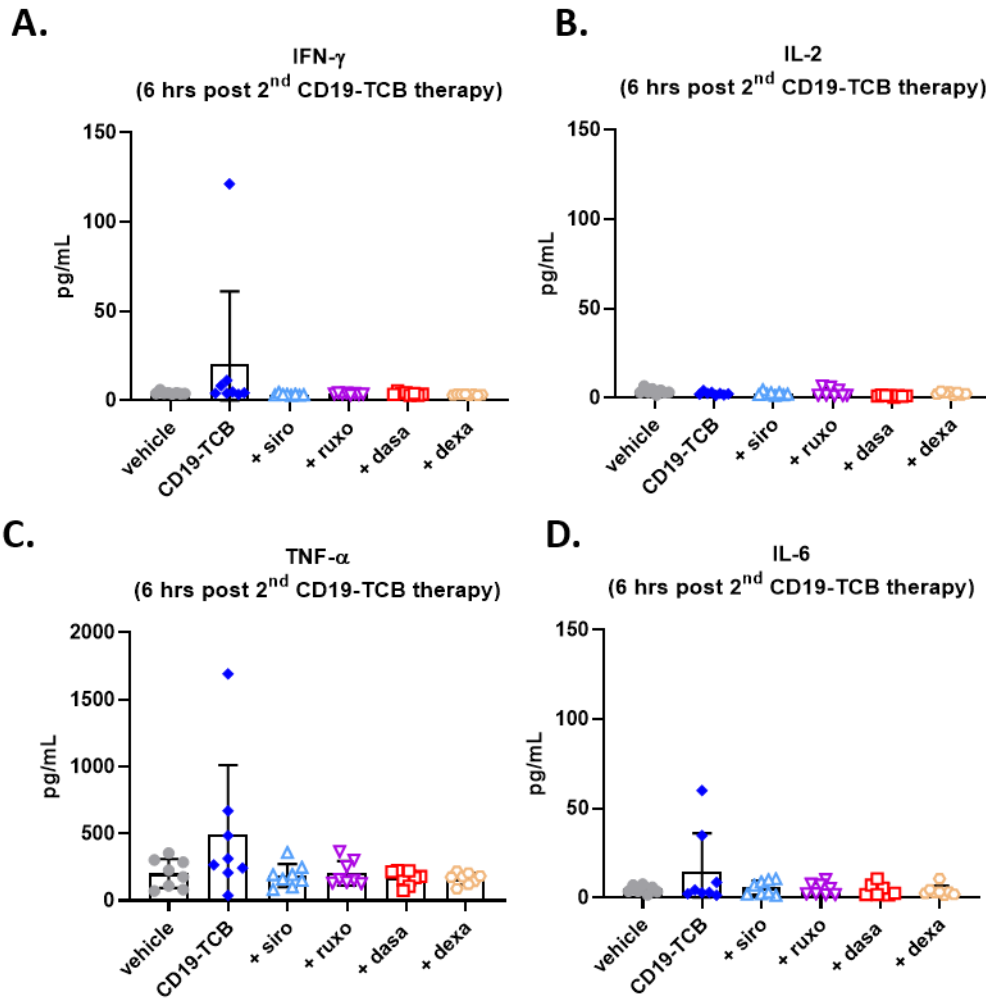 A.
IFN-γ
(6 hrs post 2nd CD19-TCB therapy)
150
100
50
0
pg/mL
vehicle
CD19-TCB
+ siro
+ ruxo
+ dasa
+ dexa
B.
IL-2
(6 hrs post 2nd CD19-TCB therapy)
150
100
50
0
pg/mL
vehicle
CD19-TCB
+ siro
+ ruxo
+ dasa
+ dexa
C.
TNF-α
(6 hrs post 2nd CD19-TCB therapy)
2000
1500
1000
500
0
pg/mL
vehicle
CD19-TCB
+ siro
+ ruxo
+ dasa
+ dexa
D.
IL-6
(6 hrs post 2nd CD19-TCB therapy)
150
100
50
0
pg/mL
vehicle
CD19-TCB
+ siro
+ ruxo
+ dasa
+ dexa